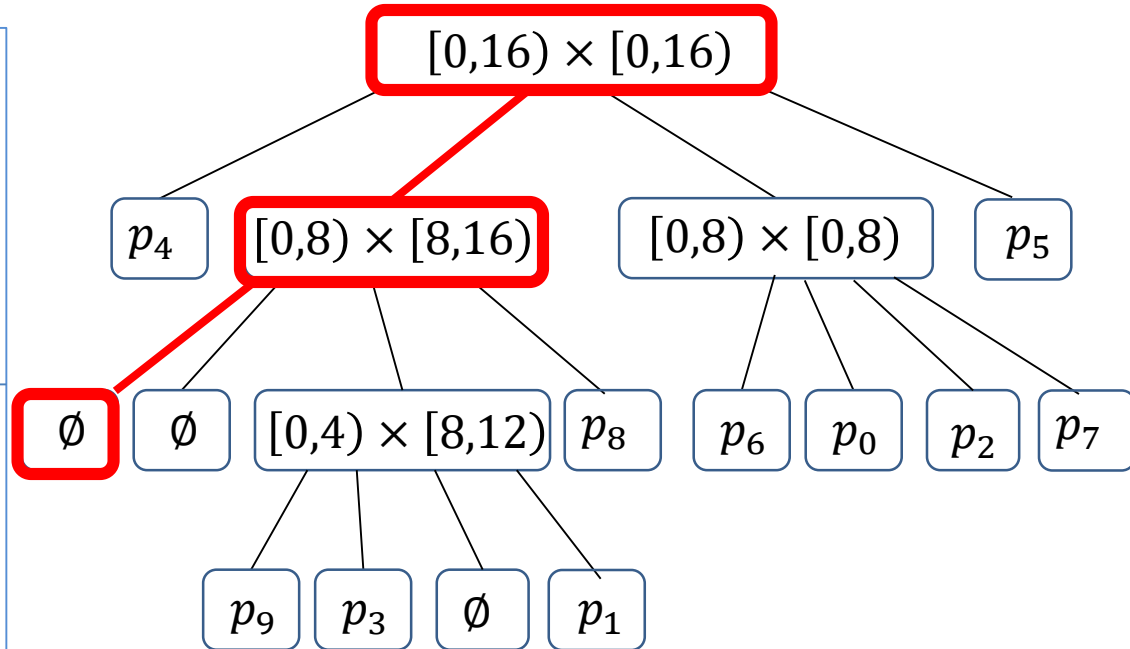 [0,16) × [0,16)
p₄ [0,8) × [8,16) [0,8) × [0,8) p₅
∅ ∅ [0,4) × [8,12) p₈ p₆ p₀ p₂ p₇
p₉ p₃ ∅ p₁